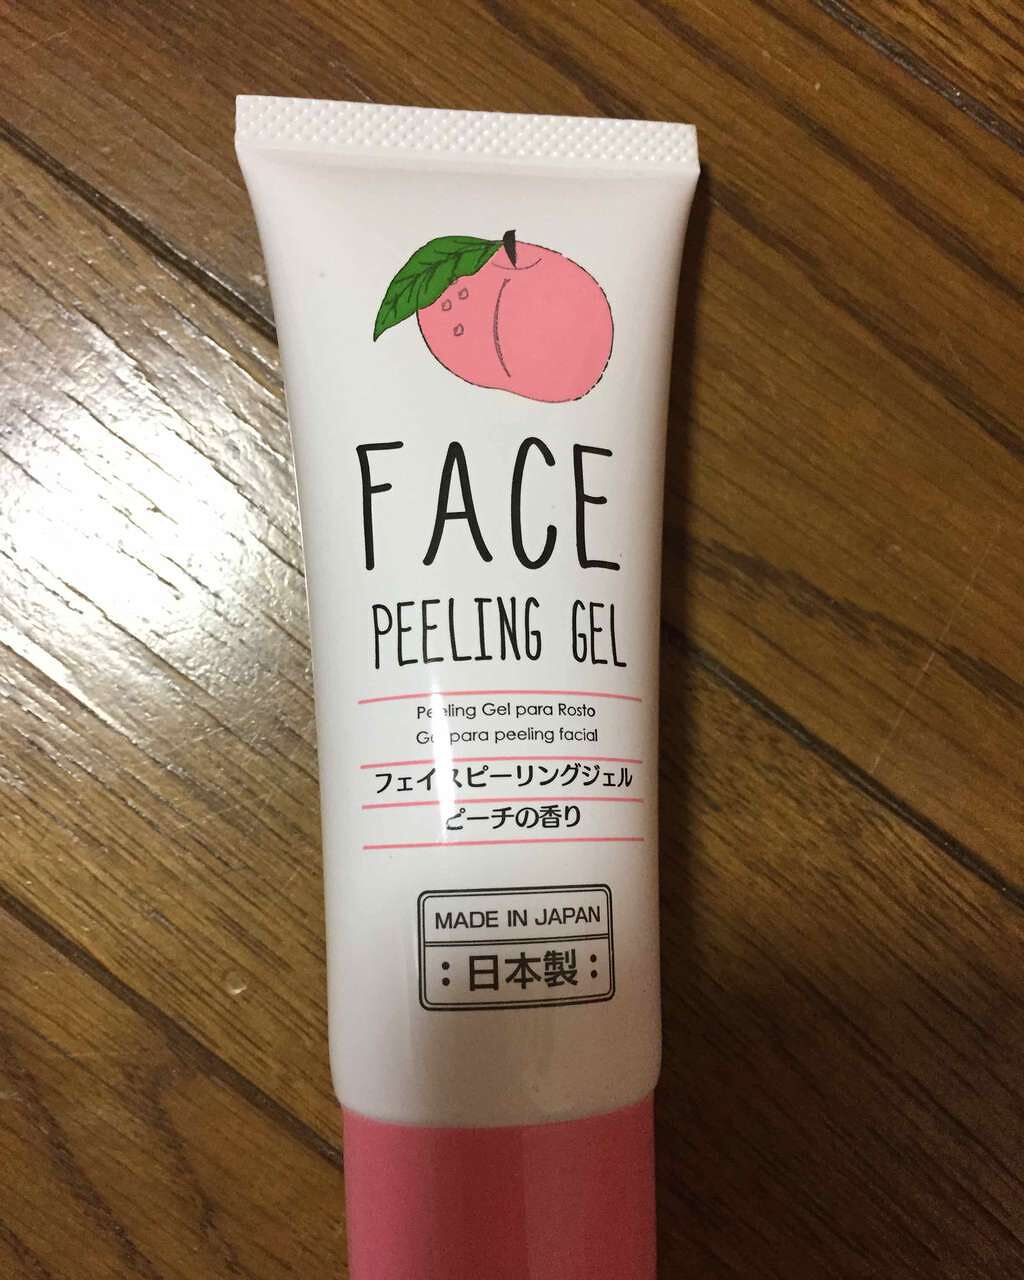 FACE
PEELING GEL
Peeling Gel para Rosto
Gel para peeling facial
フェイスピーリングジェル
ピーチの香り
MADE IN JAPAN
:日本製: